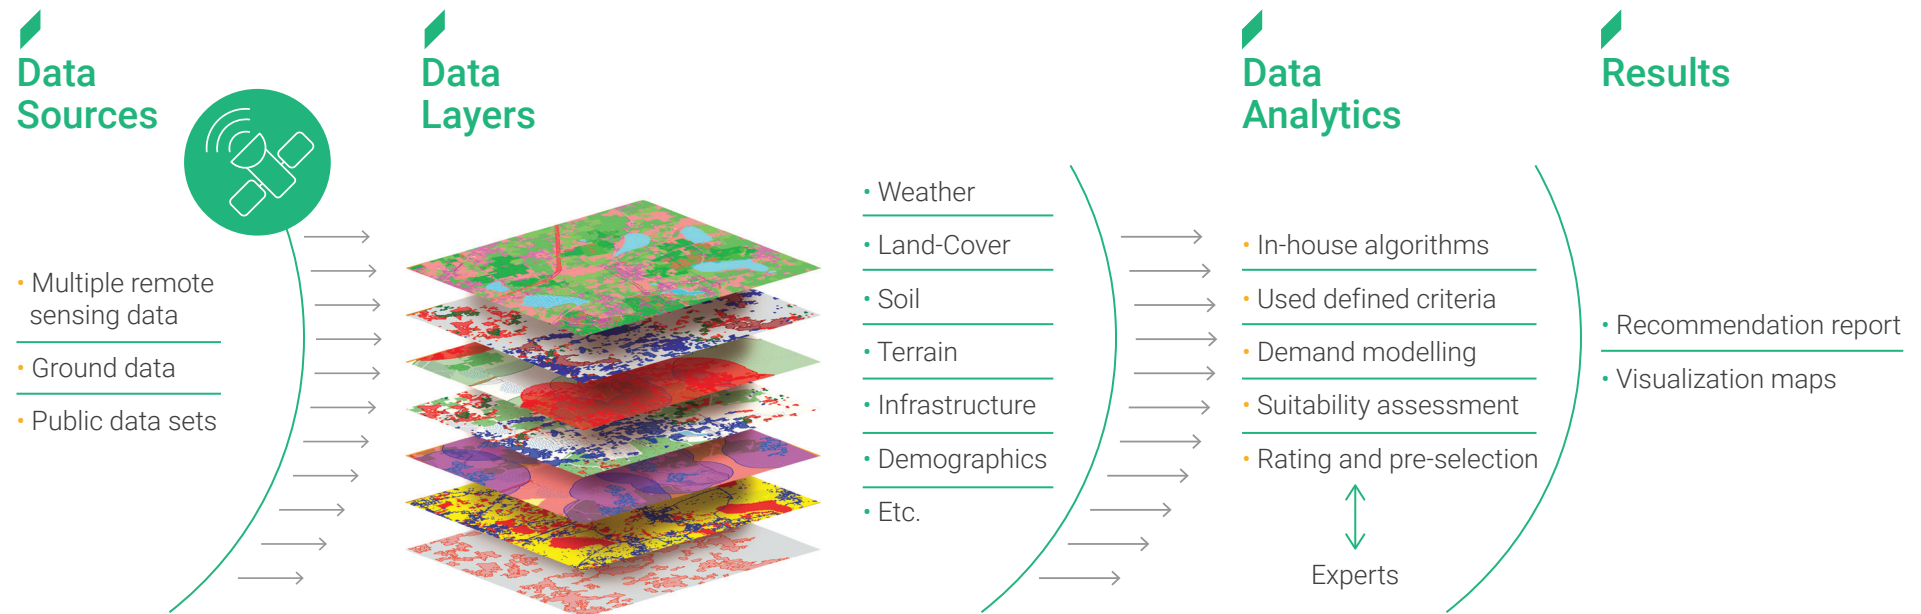 Data
Sources
• Multiple remote
sensing data
• Ground data
• Public data sets
Data
Layers
• Weather
• Land-Cover
• Soil
• Terrain
• Infrastructure
• Demographics
• Etc.
Data
Analytics
• In-house algorithms
• Used defined criteria
• Demand modelling
• Suitability assessment
• Rating and pre-selection
Experts
Results
• Recommendation report
• Visualization maps